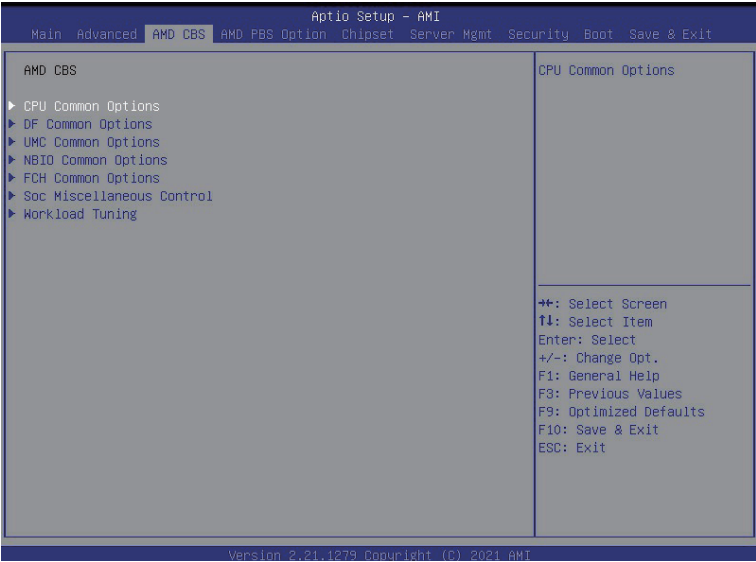 Aptio Setup – AMI
Main Advanced AMD CBS AMD PBS Option Chipset Server Mgmt Security Boot Save & Exit
AMD CBS
▶ CPU Common Options
▶ DF Common Options
▶ UMC Common Options
▶ NBIO Common Options
▶ FCH Common Options
▶ Soc Miscellaneous Control
▶ Workload Tuning
CPU Common Options
→←: Select Screen
↑↓: Select Item
Enter: Select
+/-: Change Opt.
F1: General Help
F3: Previous Values
F9: Optimized Defaults
F10: Save & Exit
ESC: Exit
Version 2.21.1279 Copyright (C) 2021 AMI